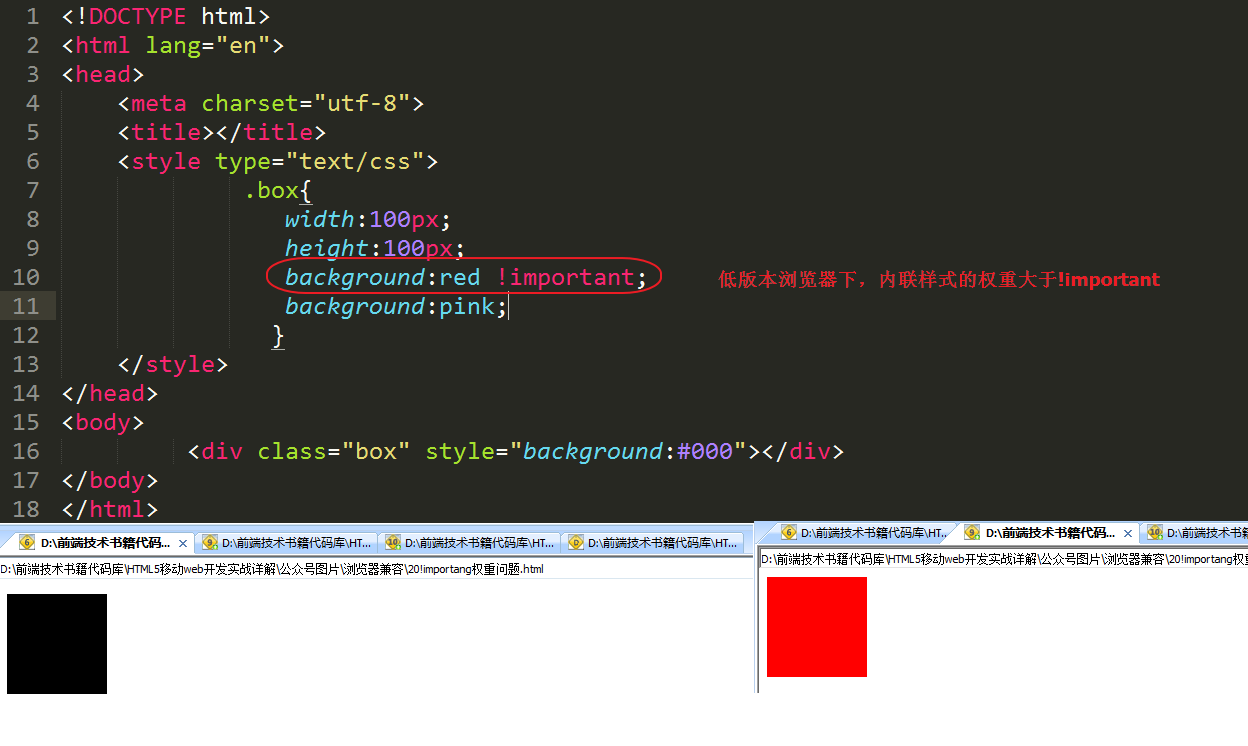 1 <!DOCTYPE html>
2 <html lang="en">
3 <head>
4 <meta charset="utf-8">
5 <title></title>
6 <style type="text/css">
7 .box{
8 width:100px;
9 height:100px;
10 background:red !important;
低版本浏览器下，内联样式的权重大于!important
11 background:pink;
12 }
13 </style>
14 </head>
15 <body>
16 <div class="box" style="background:#000"></div>
17 </body>
18 </html>
6 D:\前端技术书籍代码... × 9 D:\前端技术书籍代码库\HT... 10 D:\前端技术书籍代码库\HT... D D:\前端技术书籍代码库\HT...
D:\前端技术书籍代码库\HTML5移动web开发实战详解\公众号图片\浏览器兼容\20!importang权重问题.html
6 D:\前端技术书籍代码库\HT... 9 D:\前端技术书籍代码... × 10 D:\前端技术书籍
D:\前端技术书籍代码库\HTML5移动web开发实战详解\公众号图片\浏览器兼容\20!importang权重